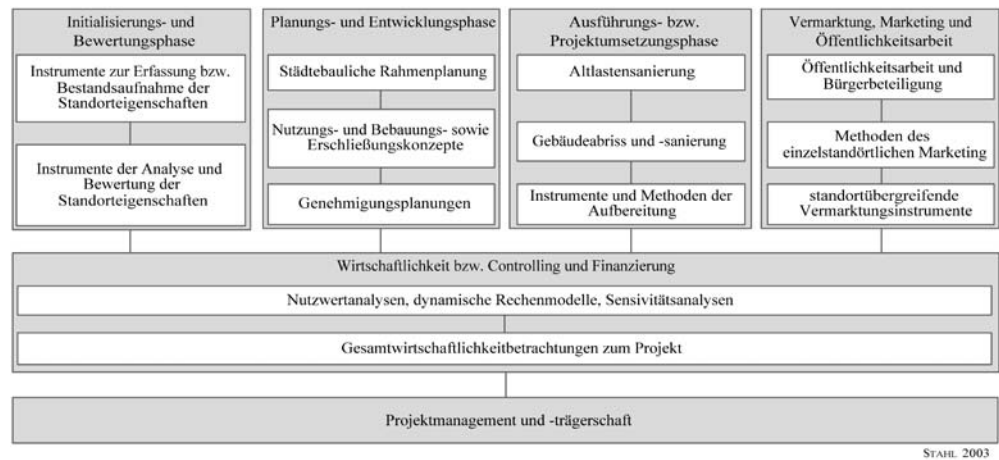 Initialisierungs- und
Bewertungsphase
Instrumente zur Erfassung bzw.
Bestandsaufnahme der
Standorteigenschaften
Instrumente der Analyse und
Bewertung der
Standorteigenschaften
Planungs- und Entwicklungsphase
Städtebauliche Rahmenplanung
Nutzungs- und Bebauungs- sowie
Erschließungskonzepte
Genehmigungsplanungen
Ausführungs- bzw.
Projektumsetzungsphase
Altlastensanierung
Gebäudeabriss und -sanierung
Instrumente und Methoden der
Aufbereitung
Vermarktung, Marketing und
Öffentlichkeitsarbeit
Öffentlichkeitsarbeit und
Bürgerbeteiligung
Methoden des
einzelstandörtlichen Marketing
standortübergreifende
Vermarktungsinstrumente
Wirtschaftlichkeit bzw. Controlling und Finanzierung
Nutzwertanalysen, dynamische Rechenmodelle, Sensivitätsanalysen
Gesamtwirtschaftlichkeitbetrachtungen zum Projekt
Projektmanagement und -trägerschaft
STAHL 2003